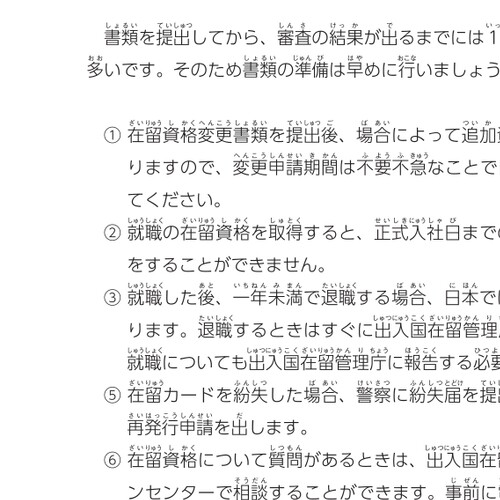 書類を提出してから、審査の結果が出るまでには1
多いです。そのため書類の準備は早めに行いましょう
① 在留資格変更書類を提出後、場合によって追加
りますので、変更申請期間は不要不急なことで
てください。
② 就職の在留資格を取得すると、正式入社日まで
をすることができません。
③ 就職した後、一年未満で退職する場合、日本で
ります。退職するときはすぐに出入国在留管理
就職についても出入国在留管理庁に報告する必要
⑤ 在留カードを紛失した場合、警察に紛失届を提
再発行申請を出します。
⑥ 在留資格について質問があるときは、出入国在
ンセンターで相談することができます。事前に